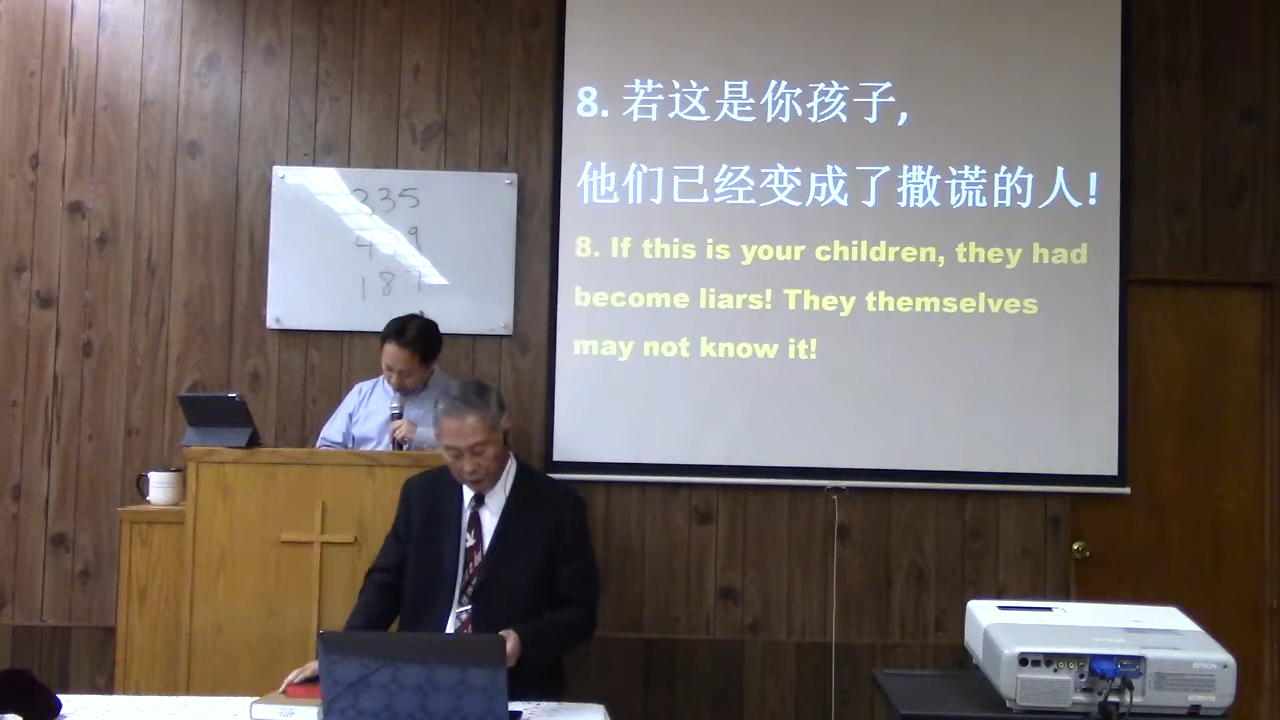 8. 若这是你孩子,
他们已经变成了撒谎的人!
8. If this is your children, they had
become liars! They themselves
may not know it!
235
187
EPSON